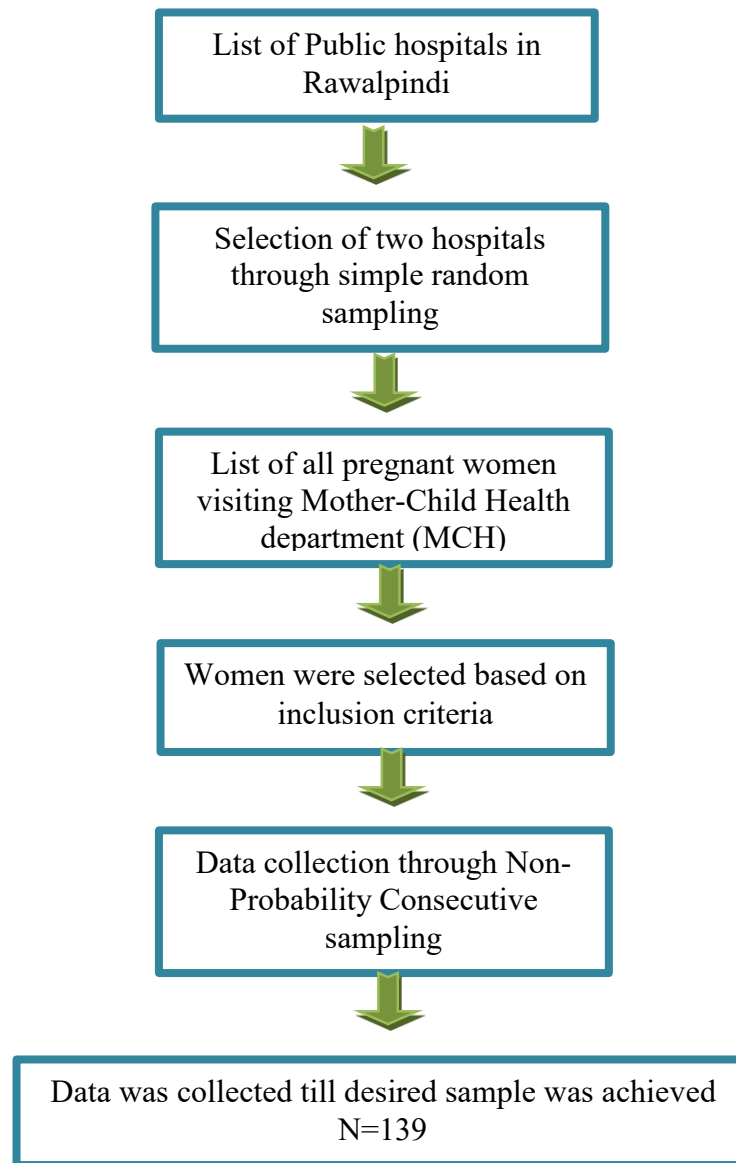 List of Public hospitals in
Rawalpindi
Selection of two hospitals
through simple random
sampling
List of all pregnant women
visiting Mother-Child Health
department (MCH)
Women were selected based on
inclusion criteria
Data collection through Non-
Probability Consecutive
sampling
Data was collected till desired sample was achieved
N=139